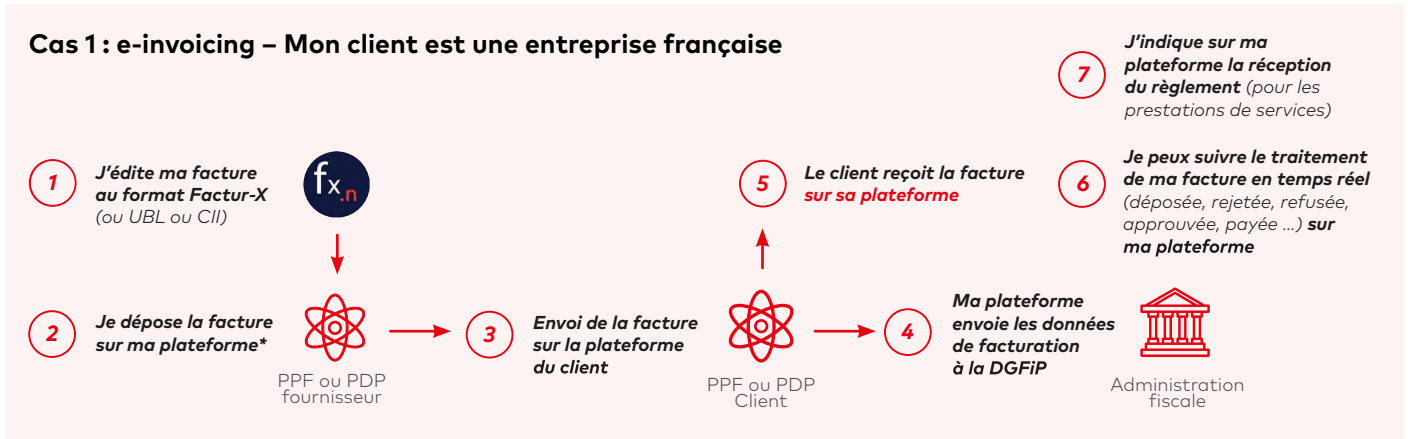 Cas 1 : e-invoicing – Mon client est une entreprise française
1
J'édite ma facture
au format Factur-X
(ou UBL ou CII)
fx.n
2
Je dépose la facture
sur ma plateforme*
PPF ou PDP
fournisseur
3
Envoi de la facture
sur la plateforme
du client
PPF ou PDP
Client
4
Ma plateforme
envoie les données
de facturation
à la DGFiP
Administration
fiscale
5
Le client reçoit la facture
sur sa plateforme
6
Je peux suivre le traitement
de ma facture en temps réel
(déposée, rejetée, refusée,
approuvée, payée ...) sur
ma plateforme
7
J'indique sur ma
plateforme la réception
du règlement (pour les
prestations de services)